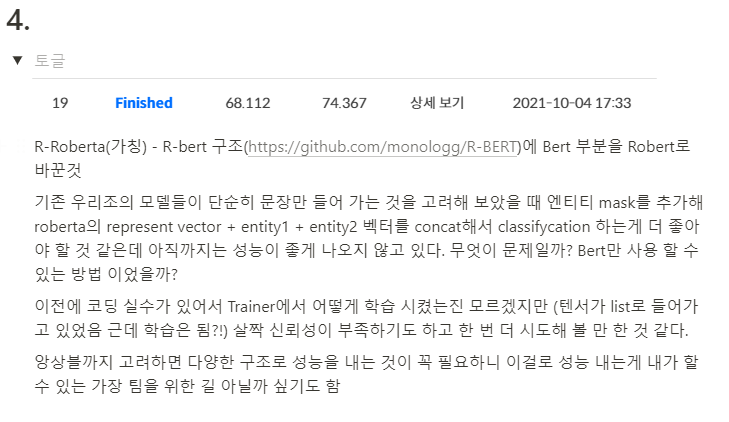 4.
▼ 토글
19 Finished 68.112 74.367 상세 보기 2021-10-04 17:33
R-Roberta(가칭) - R-bert 구조(https://github.com/monologg/R-BERT)에 Bert 부분을 Robert로
바꾼것
기존 우리조의 모델들이 단순히 문장만 들어 가는 것을 고려해 보았을 때 엔티티 mask를 추가해
roberta의 represent vector + entity1 + entity2 벡터를 concat해서 classifycation 하는게 더 좋아
야 할 것 같은데 아직까지는 성능이 좋게 나오지 않고 있다. 무엇이 문제일까? Bert만 사용 할 수
있는 방법 이었을까?
이전에 코딩 실수가 있어서 Trainer에서 어떻게 학습 시켰는진 모르겠지만 (텐서가 list로 들어가
고 있었음 근데 학습은 됨?!) 살짝 신뢰성이 부족하기도 하고 한 번 더 시도해 볼 만 한 것 같다.
앙상블까지 고려하면 다양한 구조로 성능을 내는 것이 꼭 필요하니 이걸로 성능 내는게 내가 할
수 있는 가장 팀을 위한 길 아닐까 싶기도 함